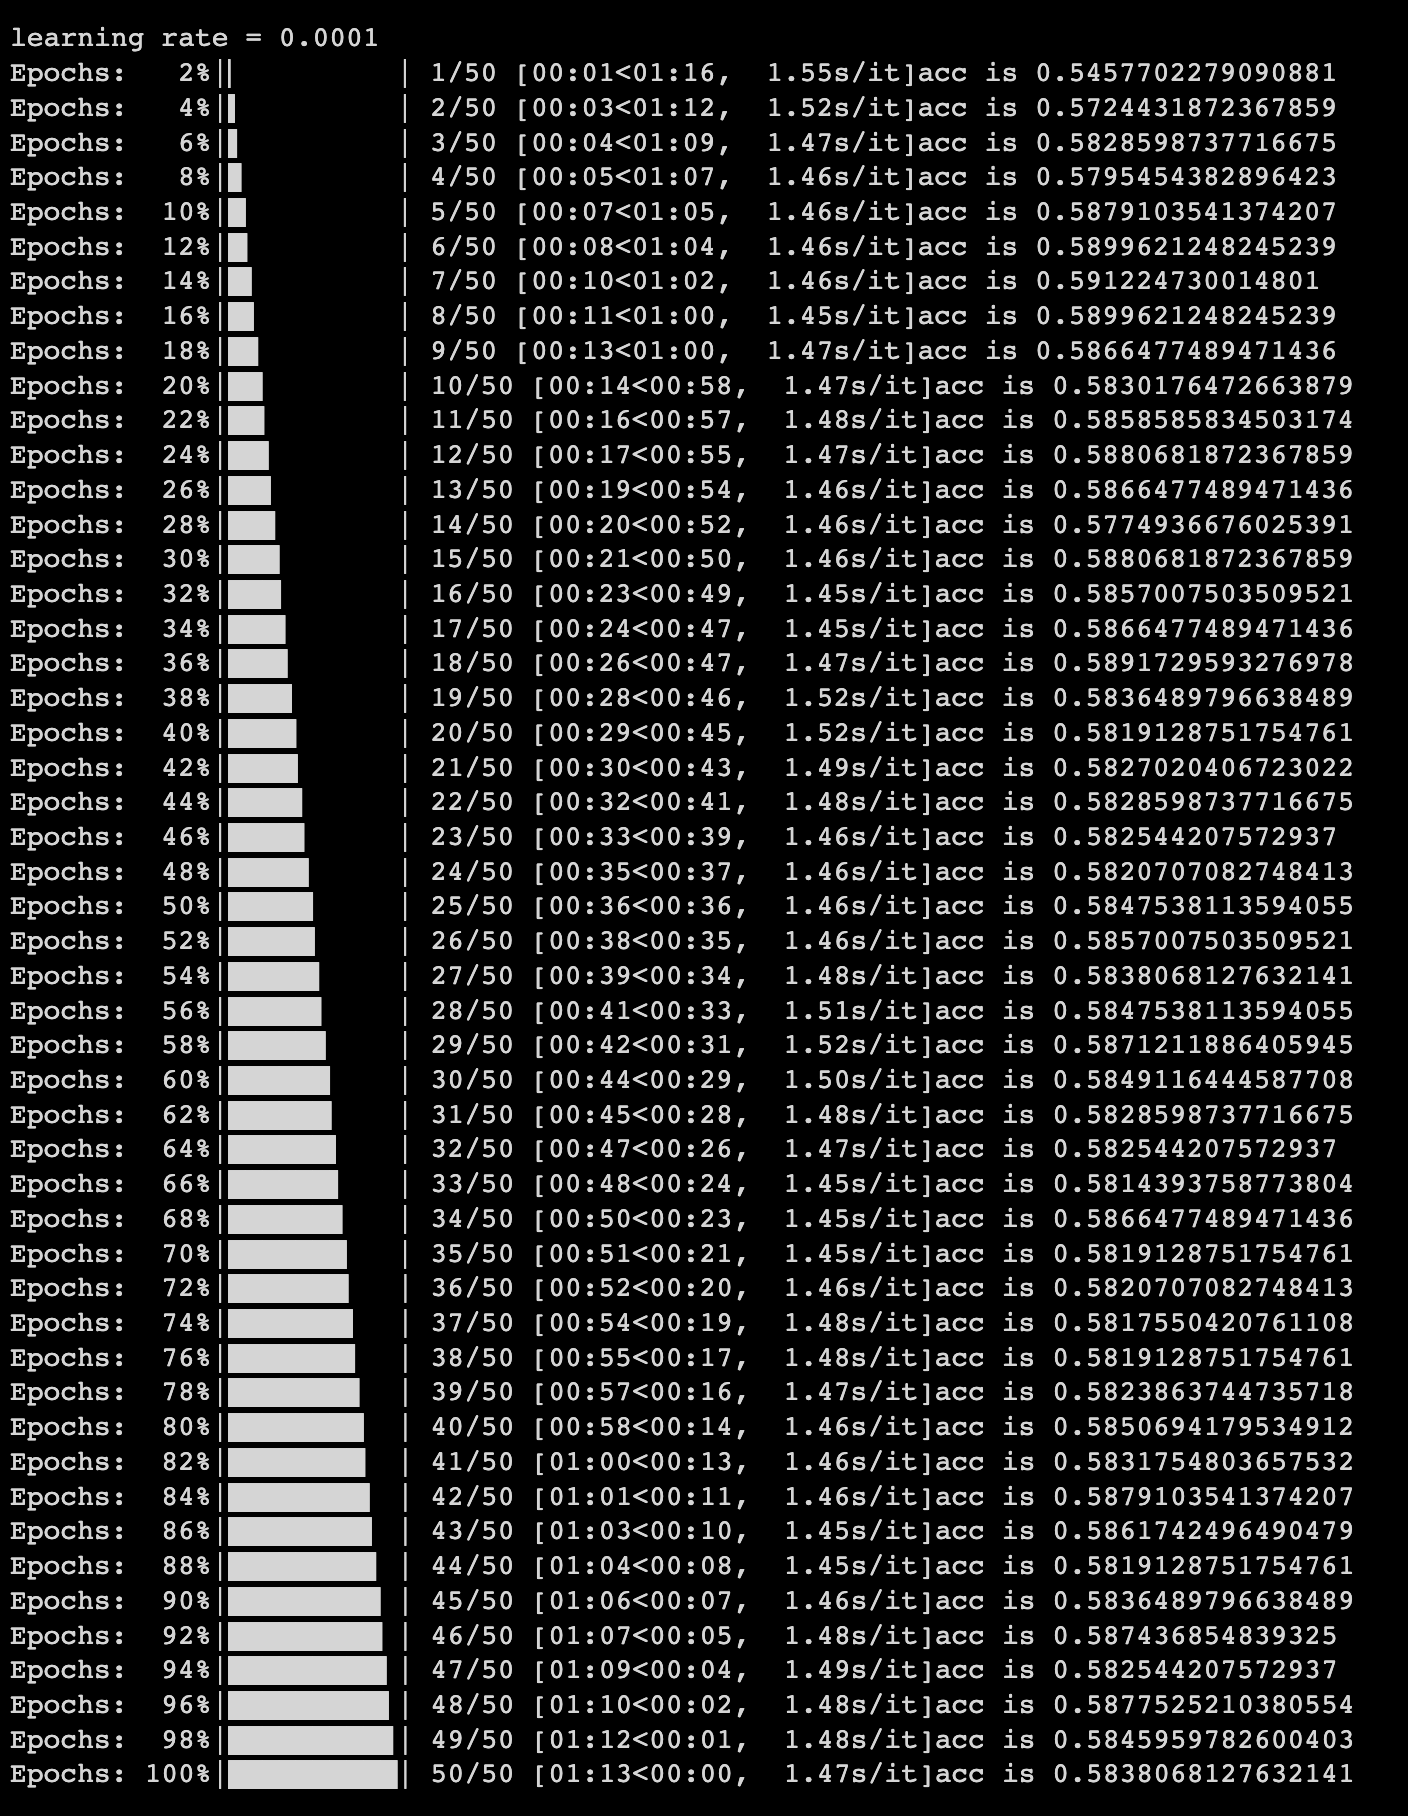 learning rate = 0.0001
Epochs:   2%||          | 1/50 [00:01<01:16,  1.55s/it]acc is 0.5457702279090881
Epochs:   4%|          | 2/50 [00:03<01:12,  1.52s/it]acc is 0.5724431872367859
Epochs:   6%|          | 3/50 [00:04<01:09,  1.47s/it]acc is 0.5828598737716675
Epochs:   8%|          | 4/50 [00:05<01:07,  1.46s/it]acc is 0.5795454382896423
Epochs:  10%|          | 5/50 [00:07<01:05,  1.46s/it]acc is 0.5879103541374207
Epochs:  12%|          | 6/50 [00:08<01:04,  1.46s/it]acc is 0.5899621248245239
Epochs:  14%|          | 7/50 [00:10<01:02,  1.46s/it]acc is 0.591224730014801
Epochs:  16%|          | 8/50 [00:11<01:00,  1.45s/it]acc is 0.5899621248245239
Epochs:  18%|          | 9/50 [00:13<01:00,  1.47s/it]acc is 0.5866477489471436
Epochs:  20%|          | 10/50 [00:14<00:58,  1.47s/it]acc is 0.5830176472663879
Epochs:  22%|          | 11/50 [00:16<00:57,  1.48s/it]acc is 0.5858585834503174
Epochs:  24%|          | 12/50 [00:17<00:55,  1.47s/it]acc is 0.5880681872367859
Epochs:  26%|          | 13/50 [00:19<00:54,  1.46s/it]acc is 0.5866477489471436
Epochs:  28%|          | 14/50 [00:20<00:52,  1.46s/it]acc is 0.5774936676025391
Epochs:  30%|          | 15/50 [00:21<00:50,  1.46s/it]acc is 0.5880681872367859
Epochs:  32%|          | 16/50 [00:23<00:49,  1.45s/it]acc is 0.5857007503509521
Epochs:  34%|          | 17/50 [00:24<00:47,  1.45s/it]acc is 0.5866477489471436
Epochs:  36%|          | 18/50 [00:26<00:47,  1.47s/it]acc is 0.5891729593276978
Epochs:  38%|          | 19/50 [00:28<00:46,  1.52s/it]acc is 0.5836489796638489
Epochs:  40%|          | 20/50 [00:29<00:45,  1.52s/it]acc is 0.5819128751754761
Epochs:  42%|          | 21/50 [00:30<00:43,  1.49s/it]acc is 0.5827020406723022
Epochs:  44%|          | 22/50 [00:32<00:41,  1.48s/it]acc is 0.5828598737716675
Epochs:  46%|          | 23/50 [00:33<00:39,  1.46s/it]acc is 0.582544207572937
Epochs:  48%|          | 24/50 [00:35<00:37,  1.46s/it]acc is 0.5820707082748413
Epochs:  50%|          | 25/50 [00:36<00:36,  1.46s/it]acc is 0.5847538113594055
Epochs:  52%|          | 26/50 [00:38<00:35,  1.46s/it]acc is 0.5857007503509521
Epochs:  54%|          | 27/50 [00:39<00:34,  1.48s/it]acc is 0.5838068127632141
Epochs:  56%|          | 28/50 [00:41<00:33,  1.51s/it]acc is 0.5847538113594055
Epochs:  58%|          | 29/50 [00:42<00:31,  1.52s/it]acc is 0.5871211886405945
Epochs:  60%|          | 30/50 [00:44<00:29,  1.50s/it]acc is 0.5849116444587708
Epochs:  62%|          | 31/50 [00:45<00:28,  1.48s/it]acc is 0.5828598737716675
Epochs:  64%|          | 32/50 [00:47<00:26,  1.47s/it]acc is 0.582544207572937
Epochs:  66%|          | 33/50 [00:48<00:24,  1.45s/it]acc is 0.5814393758773804
Epochs:  68%|          | 34/50 [00:50<00:23,  1.45s/it]acc is 0.5866477489471436
Epochs:  70%|          | 35/50 [00:51<00:21,  1.45s/it]acc is 0.5819128751754761
Epochs:  72%|          | 36/50 [00:52<00:20,  1.46s/it]acc is 0.5820707082748413
Epochs:  74%|          | 37/50 [00:54<00:19,  1.48s/it]acc is 0.5817550420761108
Epochs:  76%|          | 38/50 [00:55<00:17,  1.48s/it]acc is 0.5819128751754761
Epochs:  78%|          | 39/50 [00:57<00:16,  1.47s/it]acc is 0.5823863744735718
Epochs:  80%|          | 40/50 [00:58<00:14,  1.46s/it]acc is 0.5850694179534912
Epochs:  82%|          | 41/50 [01:00<00:13,  1.46s/it]acc is 0.5831754803657532
Epochs:  84%|          | 42/50 [01:01<00:11,  1.46s/it]acc is 0.5879103541374207
Epochs:  86%|          | 43/50 [01:03<00:10,  1.45s/it]acc is 0.5861742496490479
Epochs:  88%|          | 44/50 [01:04<00:08,  1.45s/it]acc is 0.5819128751754761
Epochs:  90%|          | 45/50 [01:06<00:07,  1.46s/it]acc is 0.5836489796638489
Epochs:  92%|          | 46/50 [01:07<00:05,  1.48s/it]acc is 0.587436854839325
Epochs:  94%|          | 47/50 [01:09<00:04,  1.49s/it]acc is 0.582544207572937
Epochs:  96%|          | 48/50 [01:10<00:02,  1.48s/it]acc is 0.5877525210380554
Epochs:  98%|          | 49/50 [01:12<00:01,  1.48s/it]acc is 0.5845959782600403
Epochs: 100%|          | 50/50 [01:13<00:00,  1.47s/it]acc is 0.5838068127632141